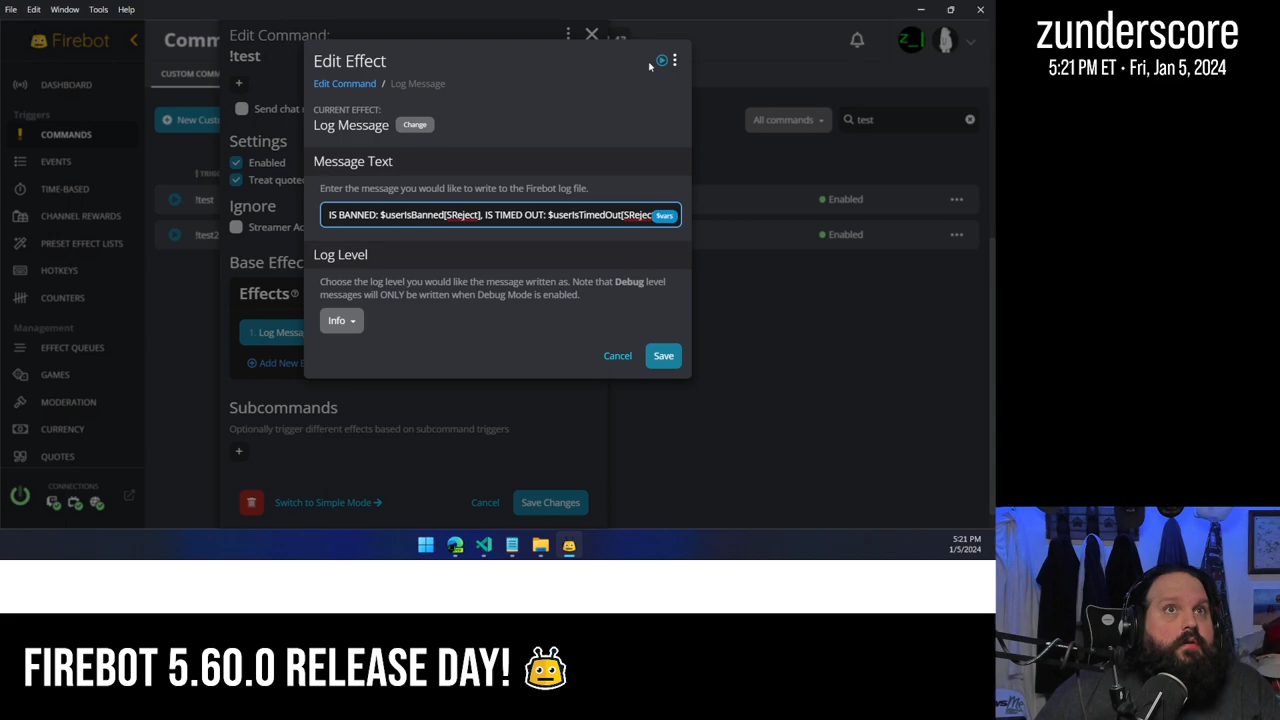 File Edit Window Tools Help
Firebot
Comm
Edit Command:
!test
Edit Effect
Edit Command / Log Message
CURRENT EFFECT:
Log Message Change
Message Text
Enter the message you would like to write to the Firebot log file.
IS BANNED: $userIsBanned[SReject], IS TIMED OUT: $userIsTimedOut[SRejec $vars
Log Level
Choose the log level you would like the message written as. Note that Debug level
messages will ONLY be written when Debug Mode is enabled.
Info
Cancel Save
DASHBOARD
Triggers
COMMANDS
EVENTS
TIME-BASED
CHANNEL REWARDS
PRESET EFFECT LISTS
HOTKEYS
COUNTERS
Management
EFFECT QUEUES
GAMES
MODERATION
CURRENCY
QUOTES
CONNECTIONS
CUSTOM COMM
New Custo
TRIGG
!test
!test2
Send chat
Settings
Enabled
Treat quote
Ignore
Streamer Ac
Base Effec
Effects
1. Log Messa
Add New E
Subcommands
Optionally trigger different effects based on subcommand triggers
Switch to Simple Mode
Cancel Save Changes
All commands
test
Enabled
Enabled
z_|
5:21 PM
1/5/2024
zunderscore
5:21 PM ET • Fri, Jan 5, 2024
FIREBOT 5.60.0 RELEASE DAY!